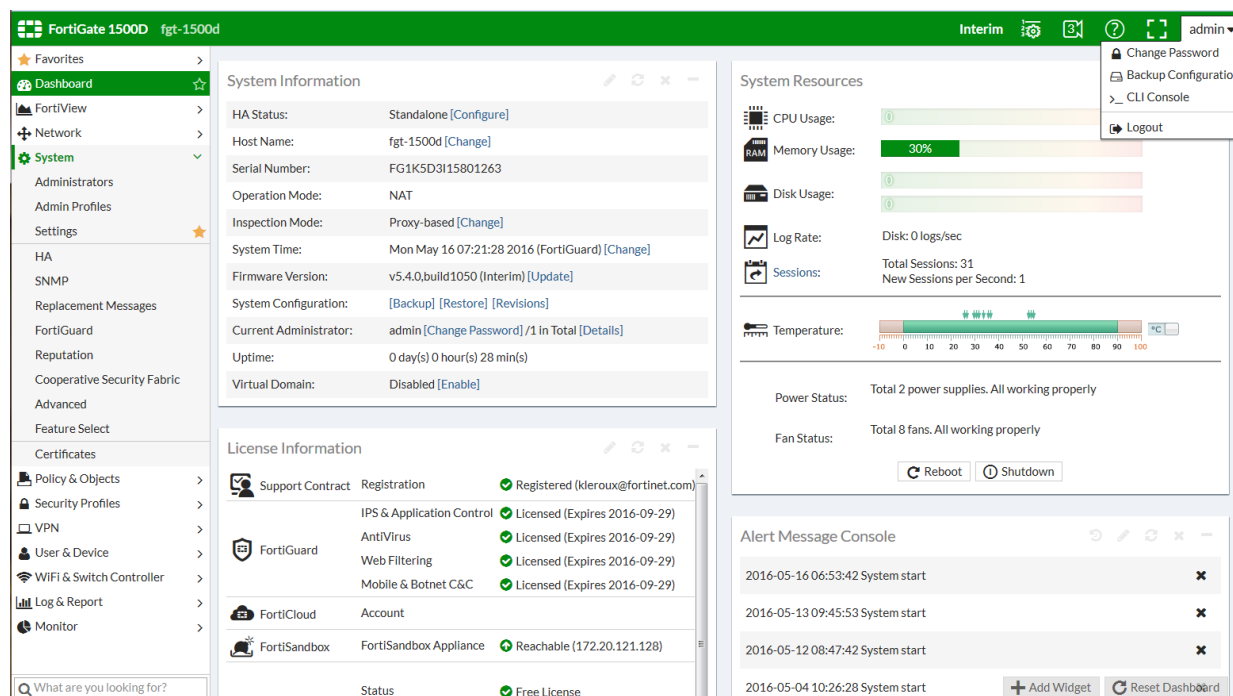 FortiGate 1500D fgt-1500d
Interim
3
?
admin
Change Password
Backup Configuratio
CLI Console
Logout
Favorites
Dashboard
FortiView
Network
System
Administrators
Admin Profiles
Settings
HA
SNMP
Replacement Messages
FortiGuard
Reputation
Cooperative Security Fabric
Advanced
Feature Select
Certificates
Policy & Objects
Security Profiles
VPN
User & Device
WiFi & Switch Controller
Log & Report
Monitor
What are you looking for?
System Information
HA Status: Standalone [Configure]
Host Name: fgt-1500d [Change]
Serial Number: FG1K5D3I15801263
Operation Mode: NAT
Inspection Mode: Proxy-based [Change]
System Time: Mon May 16 07:21:28 2016 (FortiGuard) [Change]
Firmware Version: v5.4.0,build1050 (Interim) [Update]
System Configuration: [Backup] [Restore] [Revisions]
Current Administrator: admin [Change Password] /1 in Total [Details]
Uptime: 0 day(s) 0 hour(s) 28 min(s)
Virtual Domain: Disabled [Enable]
License Information
Support Contract Registration Registered (kleroux@fortinet.com)
IPS & Application Control Licensed (Expires 2016-09-29)
AntiVirus Licensed (Expires 2016-09-29)
FortiGuard
Web Filtering Licensed (Expires 2016-09-29)
Mobile & Botnet C&C Licensed (Expires 2016-09-29)
FortiCloud Account
FortiSandbox FortiSandbox Appliance Reachable (172.20.121.128)
Status Free License
System Resources
CPU Usage: 0
RAM Memory Usage: 30%
Disk Usage: 0
0
Log Rate: Disk: 0 logs/sec
Sessions: Total Sessions: 31
New Sessions per Second: 1
Temperature: °C
-10 0 10 20 30 40 50 60 70 80 90 100
Power Status: Total 2 power supplies. All working properly
Fan Status: Total 8 fans. All working properly
Reboot Shutdown
Alert Message Console
2016-05-16 06:53:42 System start
2016-05-13 09:45:53 System start
2016-05-12 08:47:42 System start
2016-05-04 10:26:28 System start
Add Widget Reset Dashboard